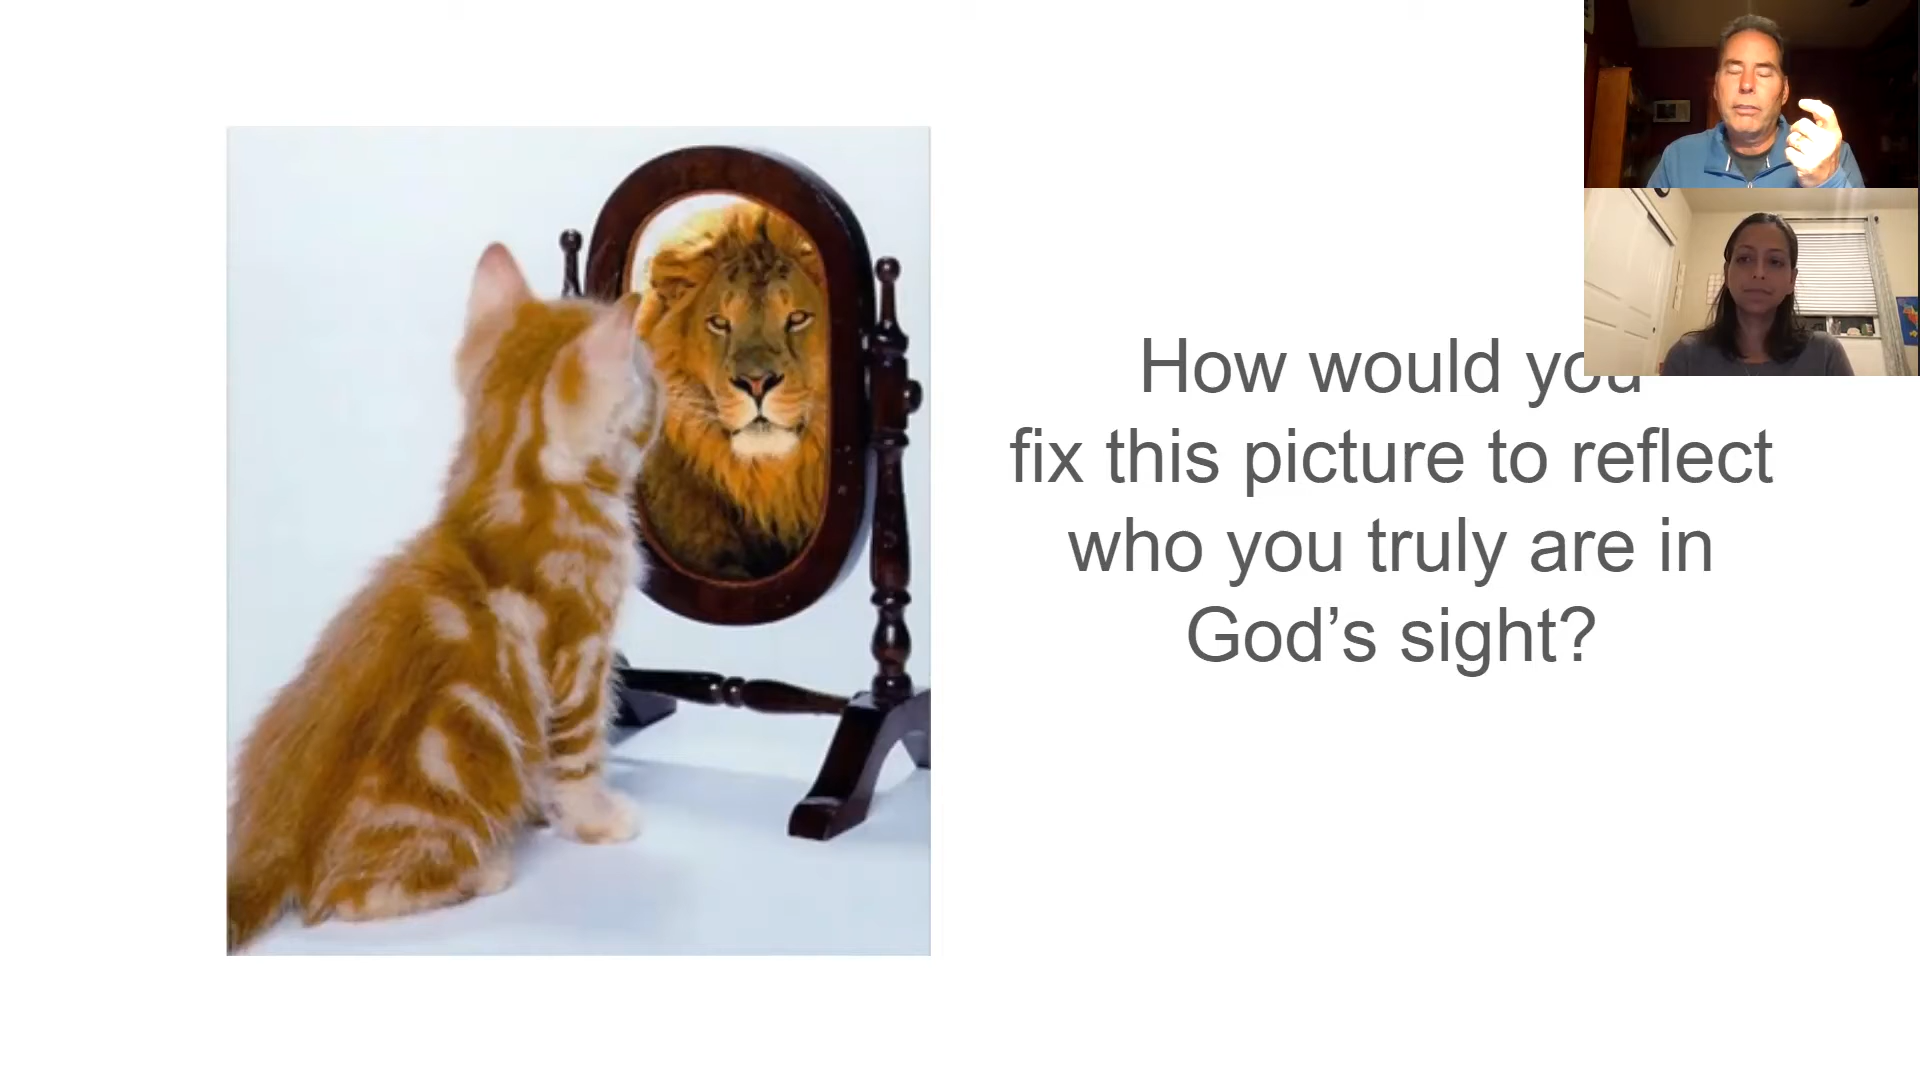 How would you
fix this picture to reflect
who you truly are in
God’s sight?